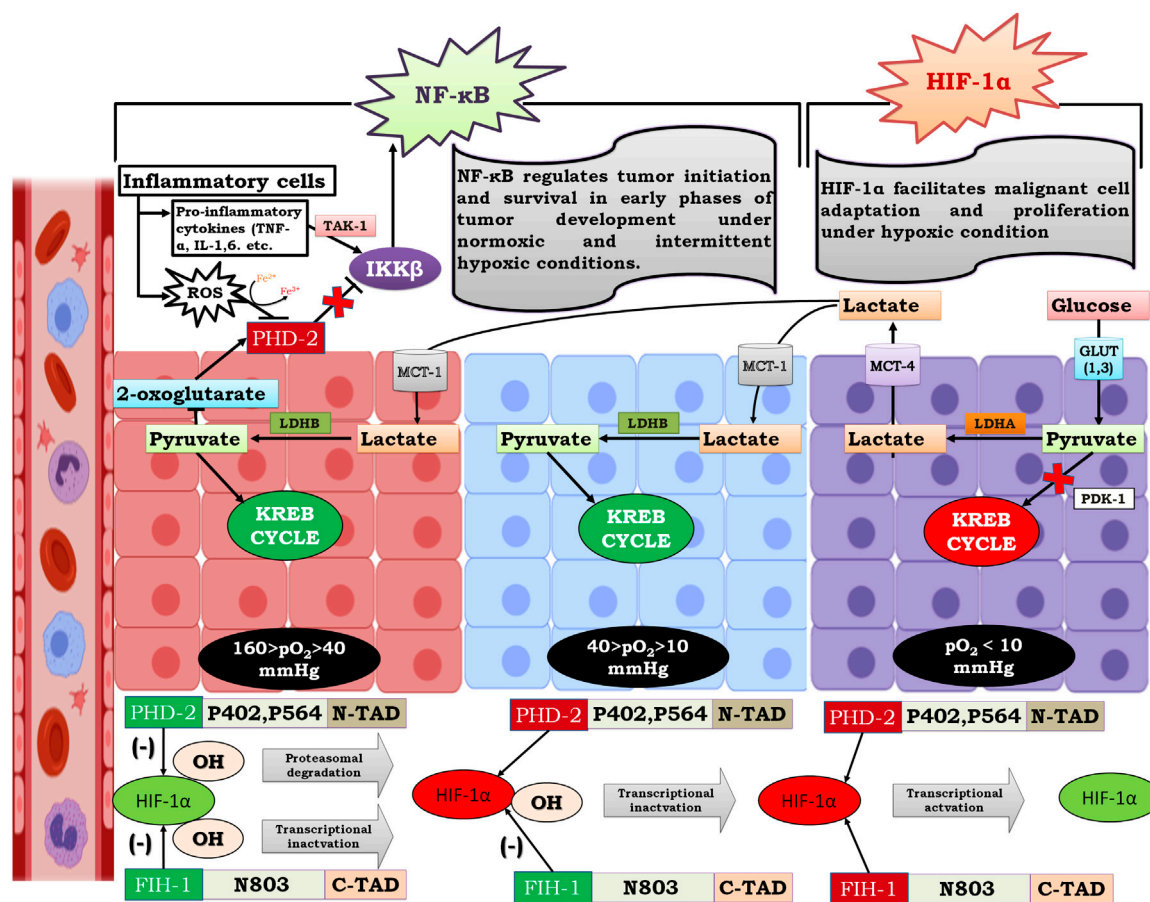 NF-κB
HIF-1α
Inflammatory cells
Pro-inflammatory
cytokines (TNF-
α, IL-1,6. etc.
TAK-1
IKKβ
ROS
Fe²⁺
Fe³⁺
PHD-2
NF-κB regulates tumor initiation
and survival in early phases of
tumor development under
normoxic and intermittent
hypoxic conditions.
HIF-1α facilitates malignant cell
adaptation and proliferation
under hypoxic condition
Lactate
Glucose
MCT-1
MCT-1
MCT-4
GLUT
(1,3)
2-oxoglutarate
Pyruvate
LDHB
Lactate
Pyruvate
LDHB
Lactate
Lactate
LDHA
Pyruvate
PDK-1
KREB
CYCLE
KREB
CYCLE
KREB
CYCLE
160>pO₂>40
mmHg
40>pO₂>10
mmHg
pO₂ < 10
mmHg
PHD-2 P402,P564 N-TAD
PHD-2 P402,P564 N-TAD
PHD-2 P402,P564 N-TAD
(-)
OH
Proteasomal
degradation
HIF-1α
OH
(-)
Transcriptional
inactvation
HIF-1α
OH
(-)
Transcriptional
inactvation
HIF-1α
Transcriptional
actvation
HIF-1α
FIH-1 N803 C-TAD
FIH-1 N803 C-TAD
FIH-1 N803 C-TAD